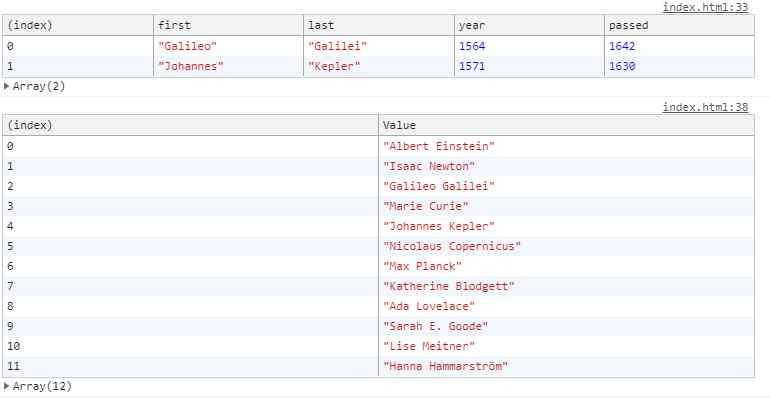 index.html:33
(index) first last year passed
0 "Galileo" "Galilei" 1564 1642
1 "Johannes" "Kepler" 1571 1630
Array(2)
index.html:38
(index) Value
0 "Albert Einstein"
1 "Isaac Newton"
2 "Galileo Galilei"
3 "Marie Curie"
4 "Johannes Kepler"
5 "Nicolaus Copernicus"
6 "Max Planck"
7 "Katherine Blodgett"
8 "Ada Lovelace"
9 "Sarah E. Goode"
10 "Lise Meitner"
11 "Hanna Hammarström"
Array(12)